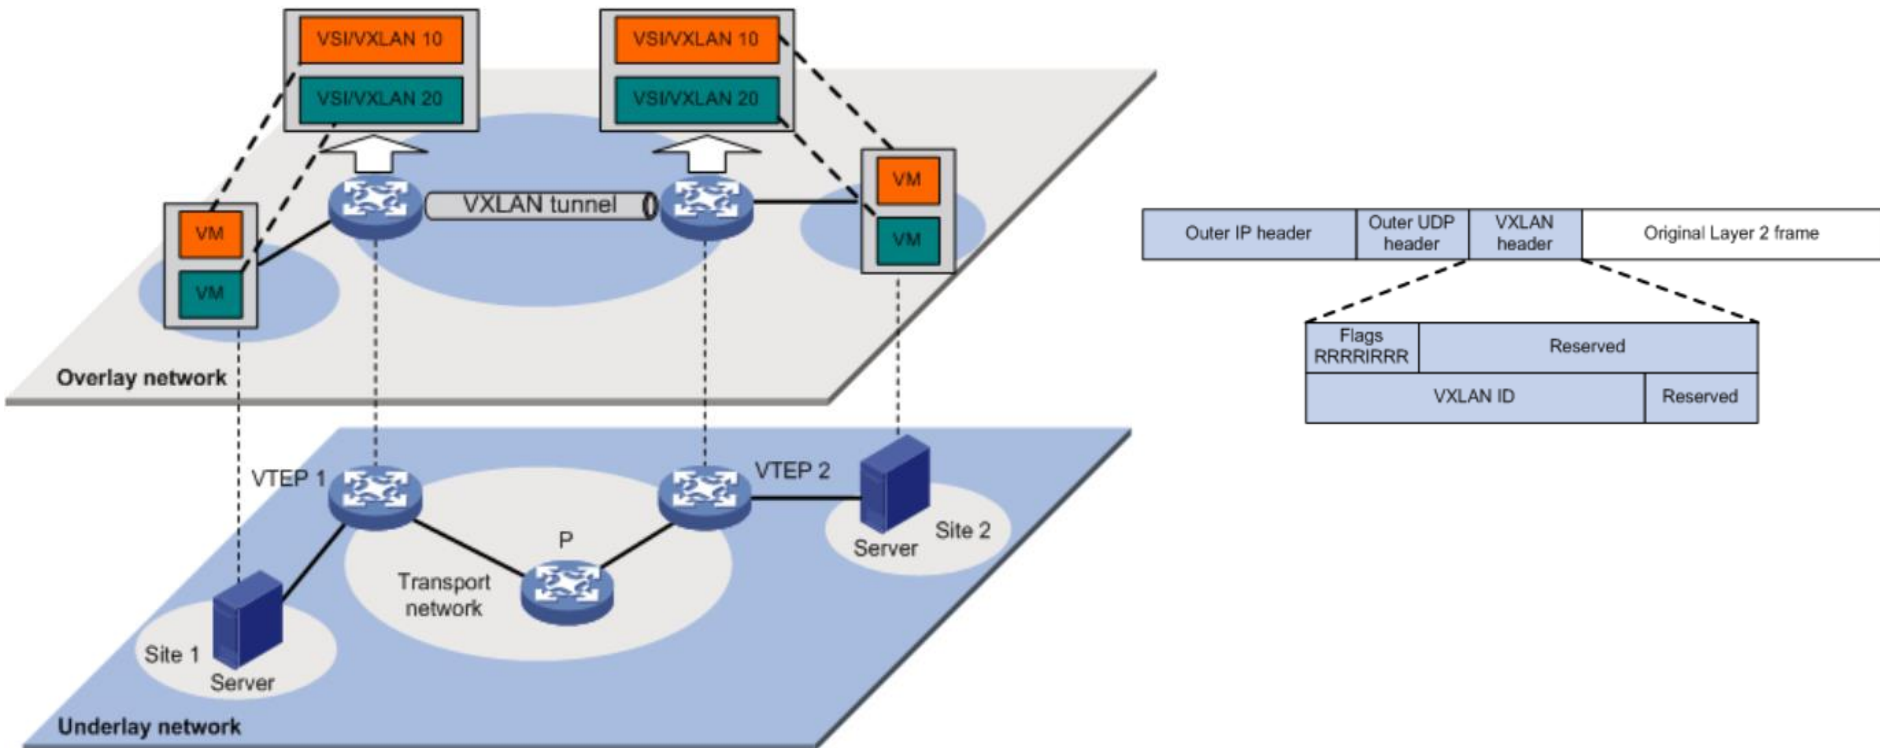 VSI/VXLAN 10
VSI/VXLAN 20
VSI/VXLAN 10
VSI/VXLAN 20
VXLAN tunnel
VM
VM
VM
VM
Overlay network
VTEP 1
VTEP 2
P
Transport
network
Site 1
Server
Server
Site 2
Underlay network
Outer IP header
Outer UDP
header
VXLAN
header
Original Layer 2 frame
Flags
RRRRIRRR
Reserved
VXLAN ID
Reserved